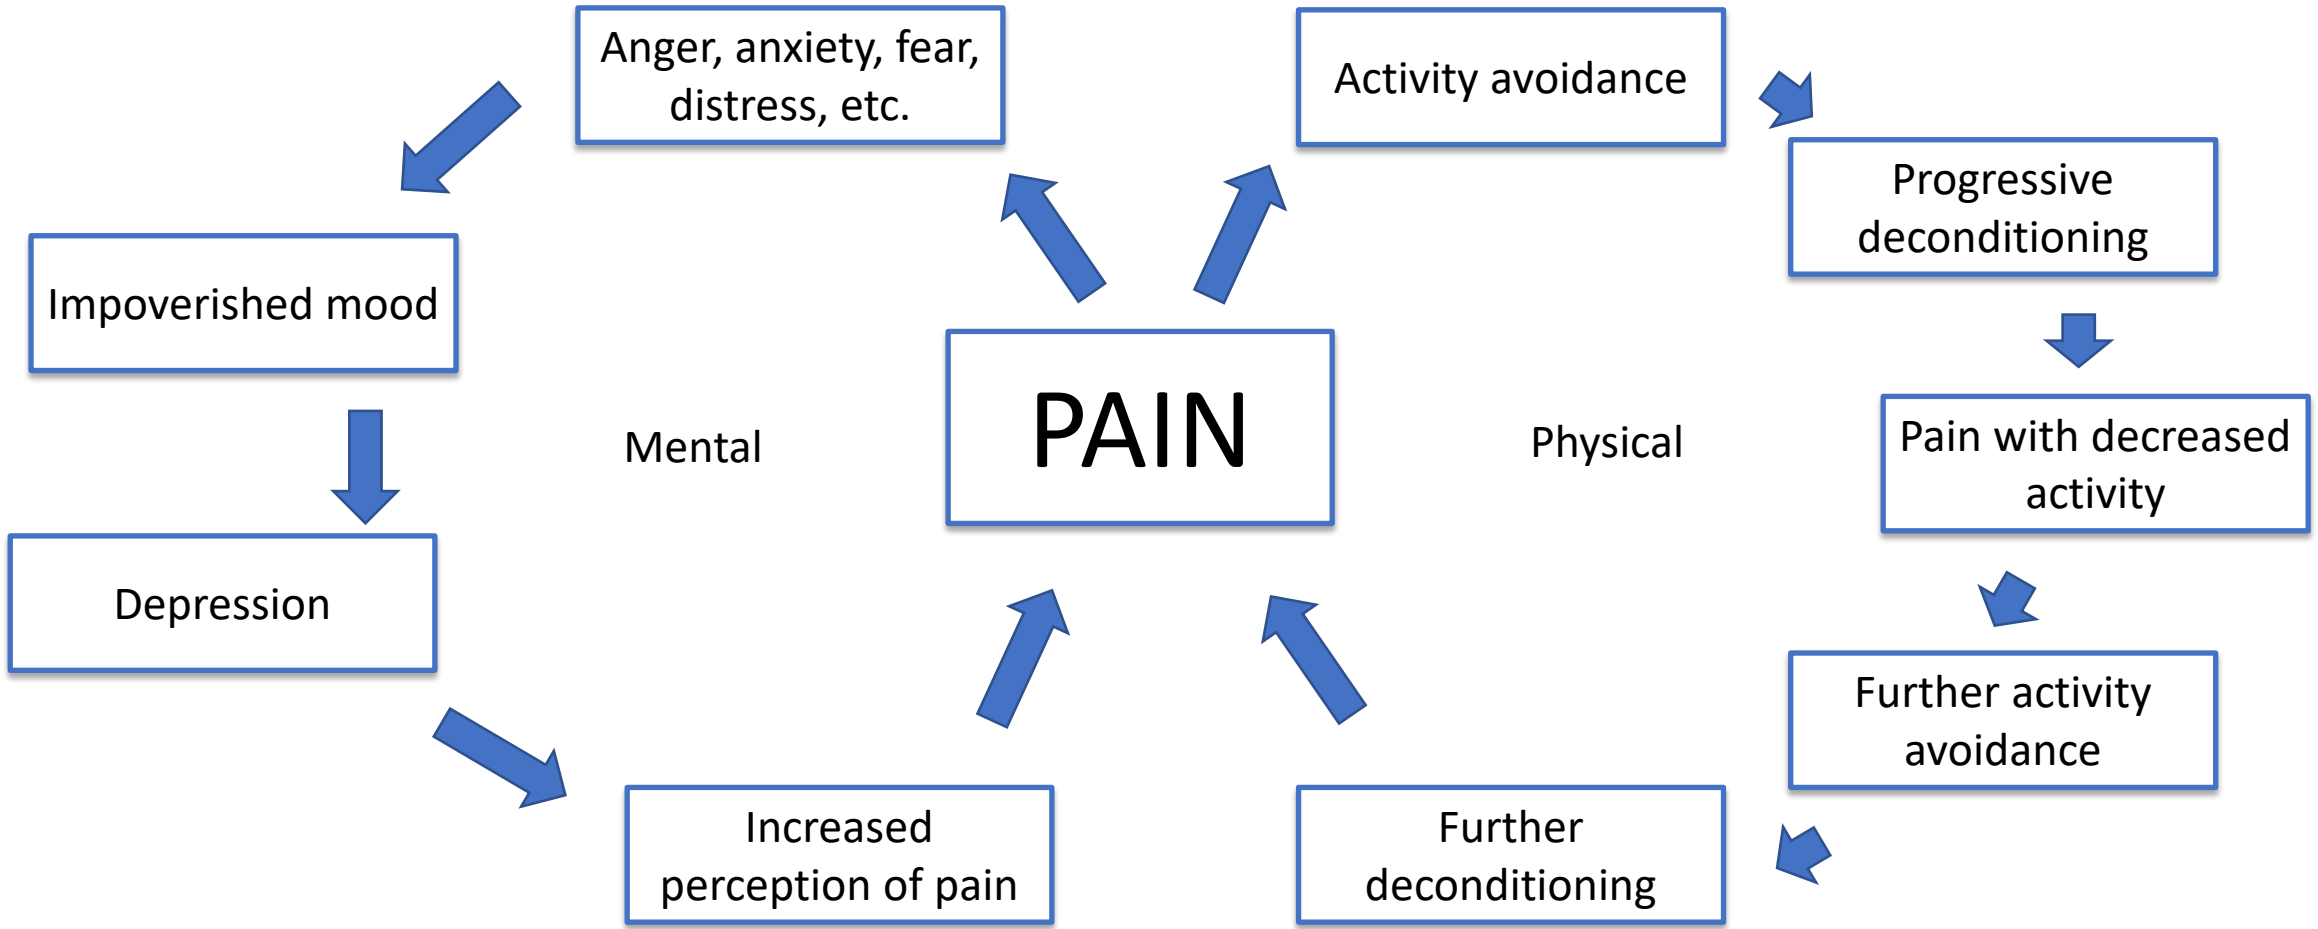 Anger, anxiety, fear,
distress, etc.
Activity avoidance
Progressive
deconditioning
Impoverished mood
Mental
PAIN
Physical
Pain with decreased
activity
Depression
Further activity
avoidance
Increased
perception of pain
Further
deconditioning